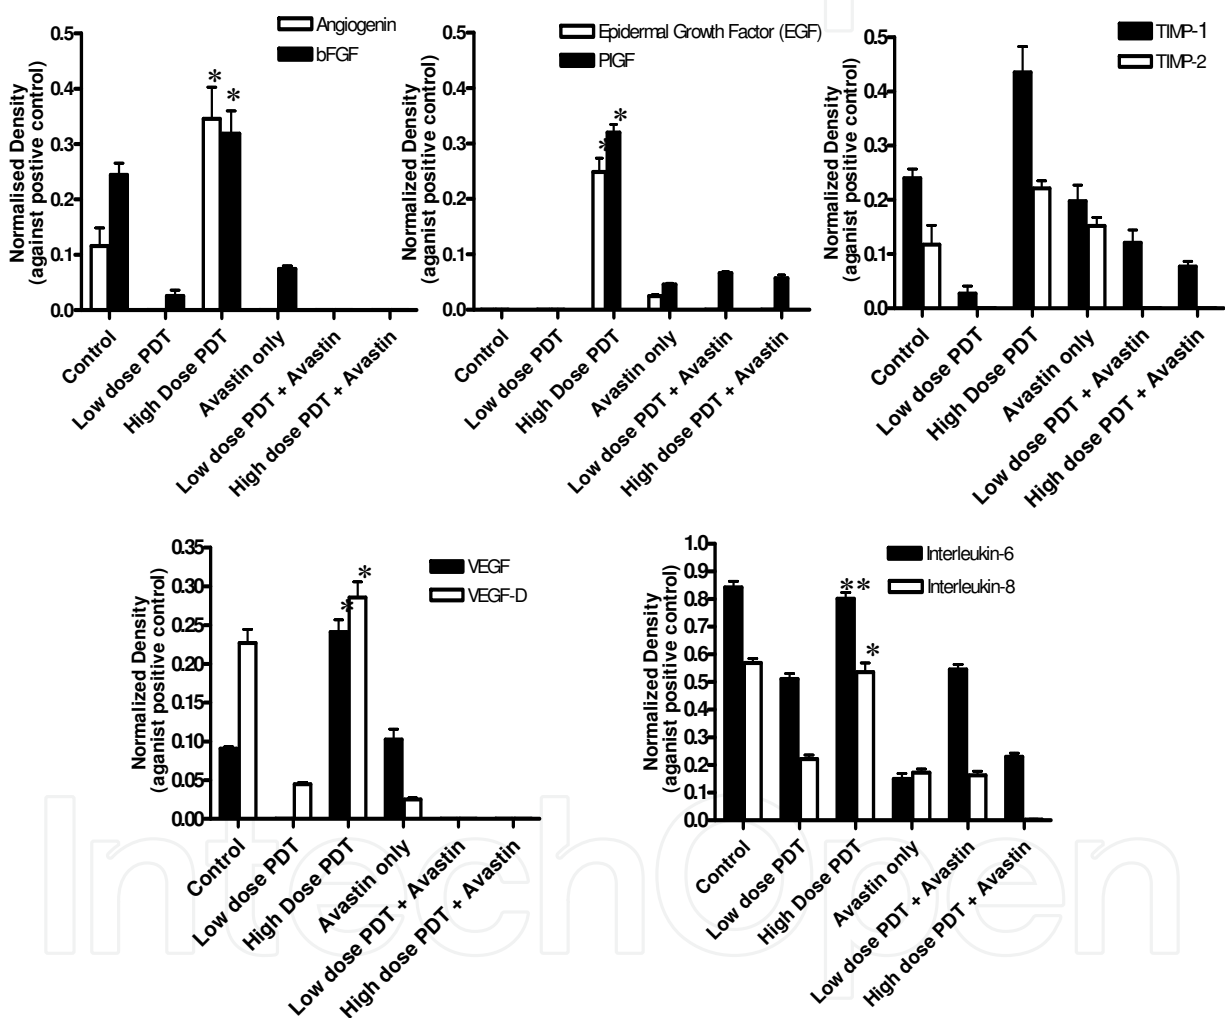 Angiogenin
bFGF
Normalised Density
(against postive control)
0.5
0.4
0.3
0.2
0.1
0.0
*
*
Control
Low dose PDT
High Dose PDT
Avastin only
Low dose PDT + Avastin
High dose PDT + Avastin
Epidermal Growth Factor (EGF)
PlGF
Normalized Density
(aganist positive control)
0.5
0.4
0.3
0.2
0.1
0.0
*
*
Control
Low dose PDT
High Dose PDT
Avastin only
Low dose PDT + Avastin
High dose PDT + Avastin
TIMP-1
TIMP-2
Normalized Density
(aganist positive control)
0.5
0.4
0.3
0.2
0.1
0.0
Control
Low dose PDT
High Dose PDT
Avastin only
Low dose PDT + Avastin
High dose PDT + Avastin
VEGF
VEGF-D
Normalized Density
(aganist positive control)
0.35
0.30
0.25
0.20
0.15
0.10
0.05
0.00
*
*
Control
Low dose PDT
High Dose PDT
Avastin only
Low dose PDT + Avastin
High dose PDT + Avastin
Interleukin-6
Interleukin-8
Normalized Density
(aganist positive control)
1.0
0.9
0.8
0.7
0.6
0.5
0.4
0.3
0.2
0.1
0.0
**
*
Control
Low dose PDT
High Dose PDT
Avastin only
Low dose PDT + Avastin
High dose PDT + Avastin
IntechOpen